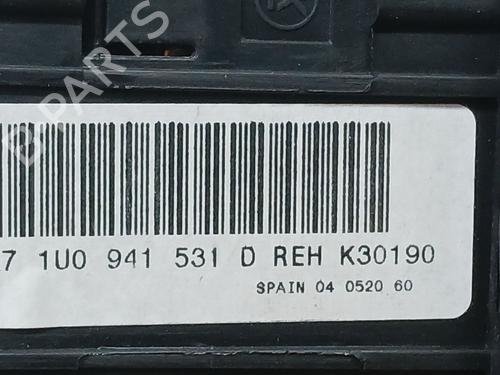 B PARTS
7 1U0 941 531 D REH K30190
SPAIN 04 0520 60